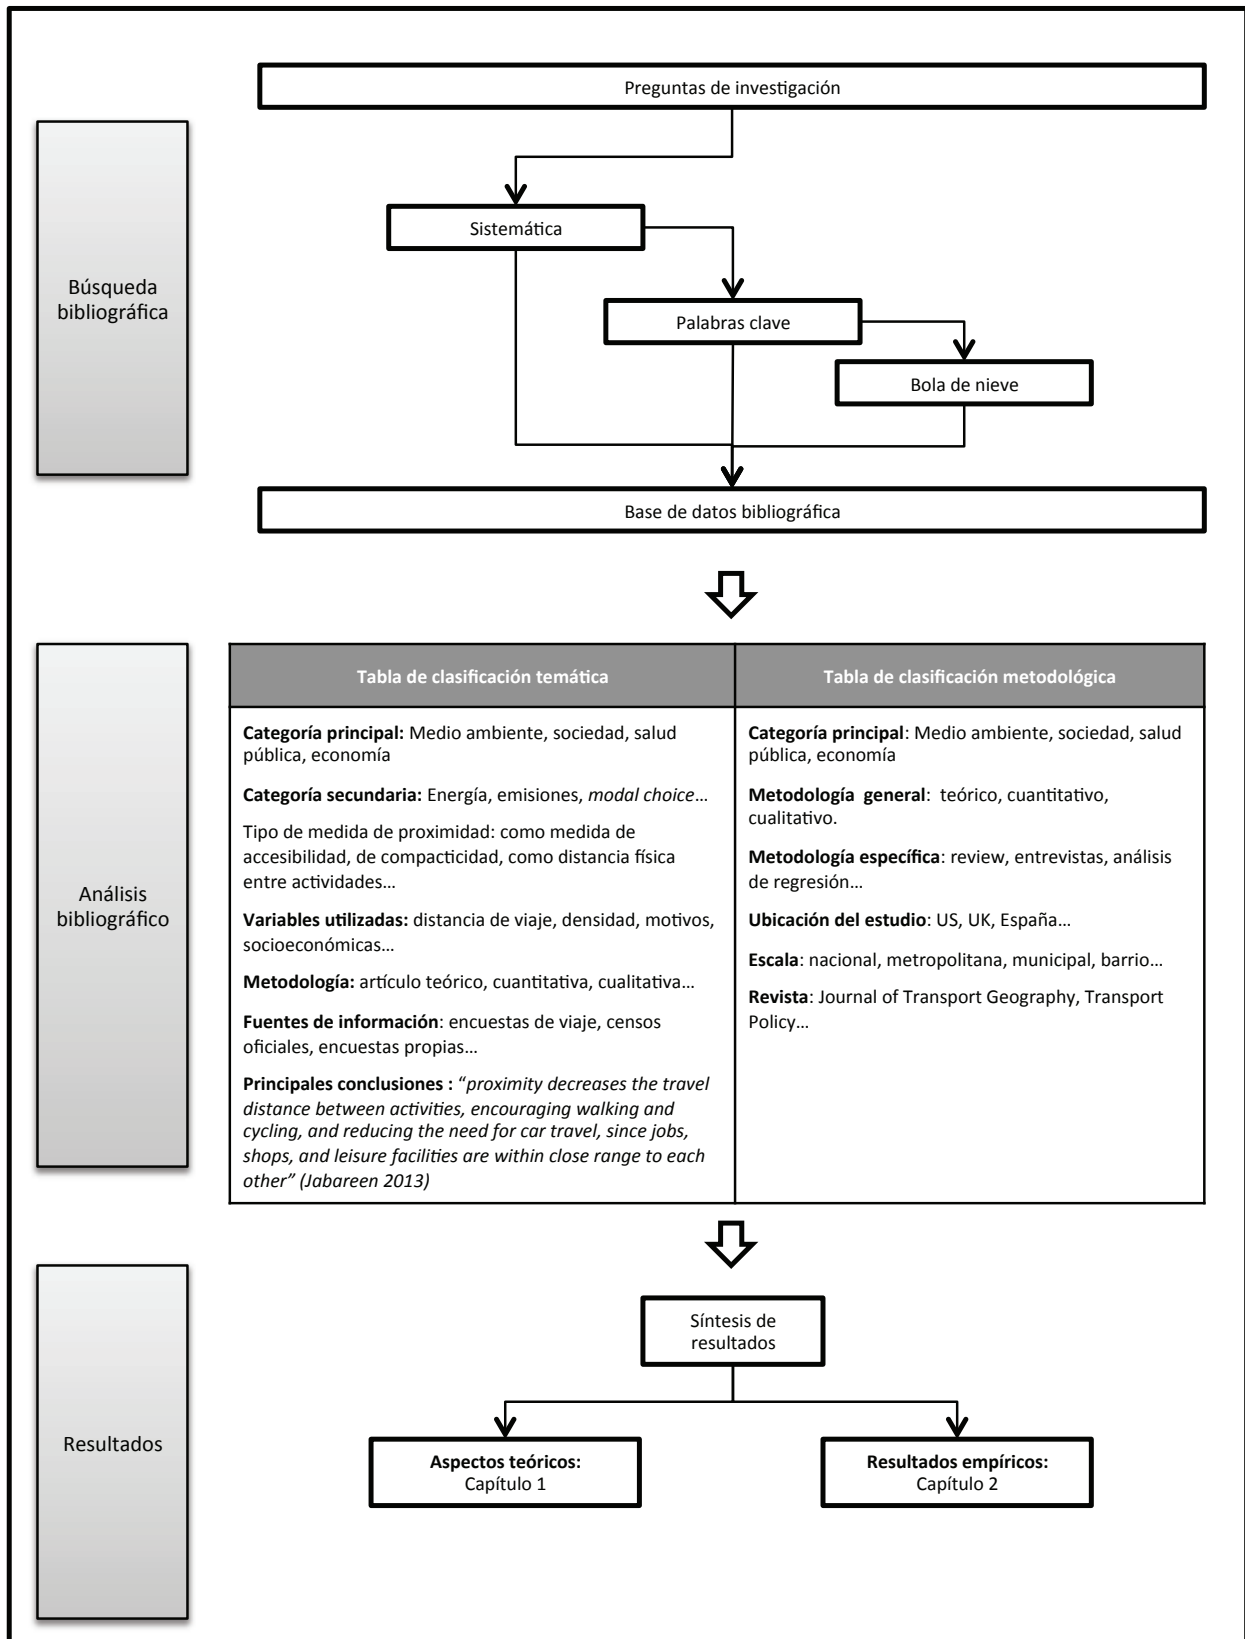 Preguntas de investigación
Búsqueda
bibliográfica
Sistemática
Palabras clave
Bola de nieve
Base de datos bibliográfica
Análisis
bibliográfico
Tabla de clasificación temática
Categoría principal: Medio ambiente, sociedad, salud
pública, economía
Categoría secundaria: Energía, emisiones, modal choice…
Tipo de medida de proximidad: como medida de
accesibilidad, de compacticidad, como distancia física
entre actividades…
Variables utilizadas: distancia de viaje, densidad, motivos,
socioeconómicas…
Metodología: artículo teórico, cuantitativa, cualitativa…
Fuentes de información: encuestas de viaje, censos
oficiales, encuestas propias…
Principales conclusiones : “proximity decreases the travel
distance between activities, encouraging walking and
cycling, and reducing the need for car travel, since jobs,
shops, and leisure facilities are within close range to each
other” (Jabareen 2013)
Tabla de clasificación metodológica
Categoría principal: Medio ambiente, sociedad, salud
pública, economía
Metodología general: teórico, cuantitativo,
cualitativo.
Metodología específica: review, entrevistas, análisis
de regresión…
Ubicación del estudio: US, UK, España…
Escala: nacional, metropolitana, municipal, barrio…
Revista: Journal of Transport Geography, Transport
Policy…
Resultados
Síntesis de
resultados
Aspectos teóricos:
Capítulo 1
Resultados empíricos:
Capítulo 2